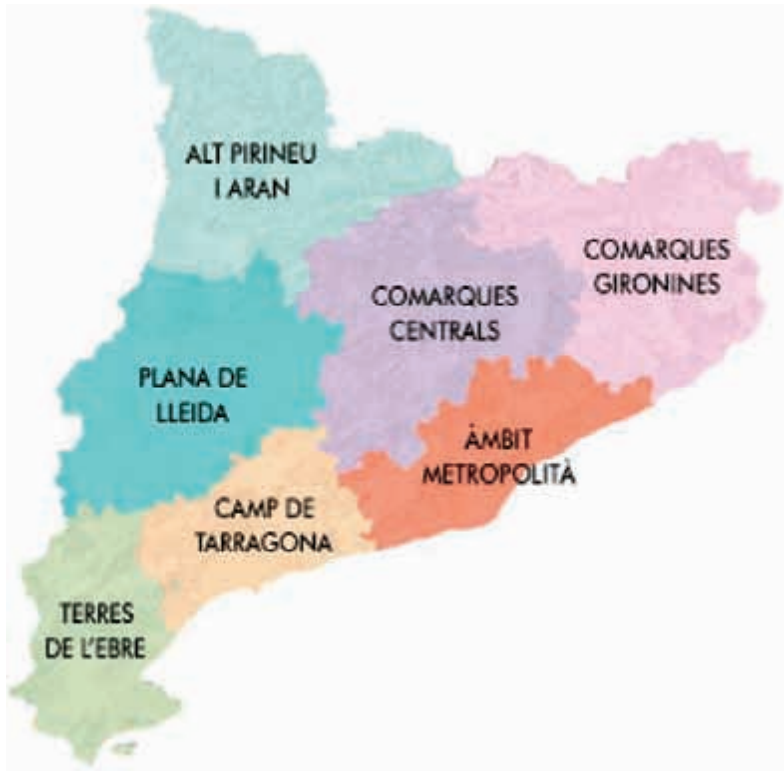 ALT PIRINEU
I ARAN
COMARQUES
GIRONINES
COMARQUES
CENTRALS
PLANA DE
LLEIDA
ÀMBIT
METROPOLITÀ
CAMP DE
TARRAGONA
TERRES
DE L'EBRE